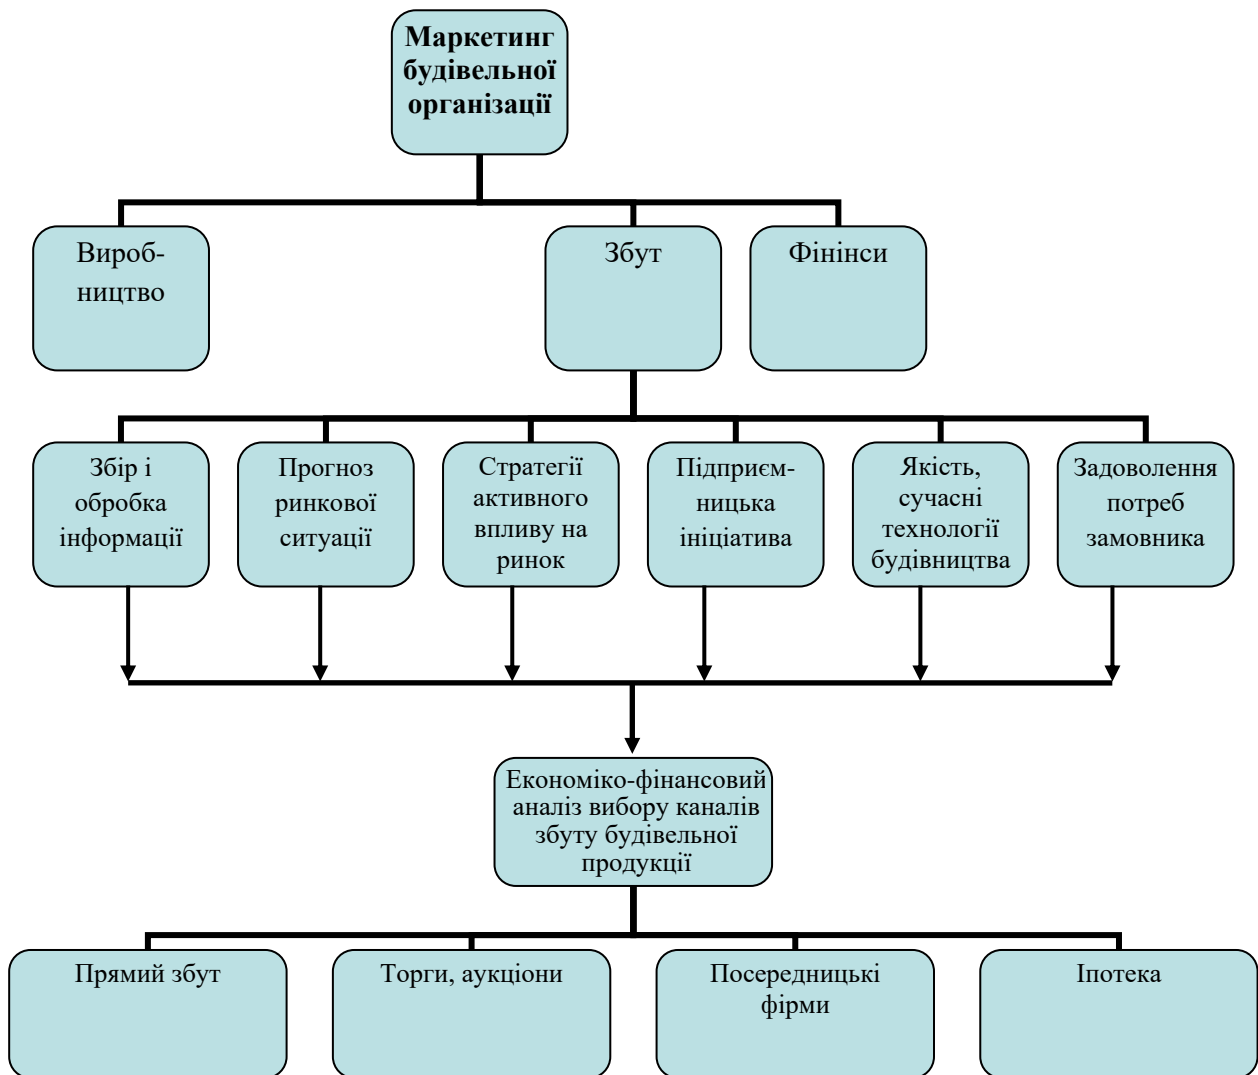 Маркетинг
будівельної
організації
Вироб-
ництво
Збут
Фінінси
Збір і
обробка
інформації
Прогноз
ринкової
ситуації
Стратегії
активного
впливу на
ринок
Підприєм-
ницька
ініціатива
Якість,
сучасні
технології
будівництва
Задоволення
потреб
замовника
Економіко-фінансовий
аналіз вибору каналів
збуту будівельної
продукції
Прямий збут
Торги, аукціони
Посередницькі
фірми
Іпотека